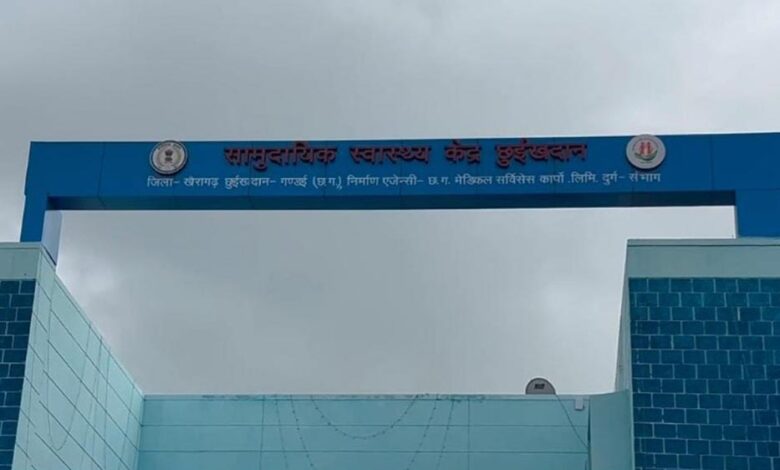 सामुदायिक स्वास्थ्य केंद्र छुईखदान
जिला- खैरागढ़ छुईखदान- गण्डई (छ.ग.) निर्माण एजेन्सी- छ.ग. मेडिकल सर्विसेस कार्पो .लिमि. दुर्ग- संभाग